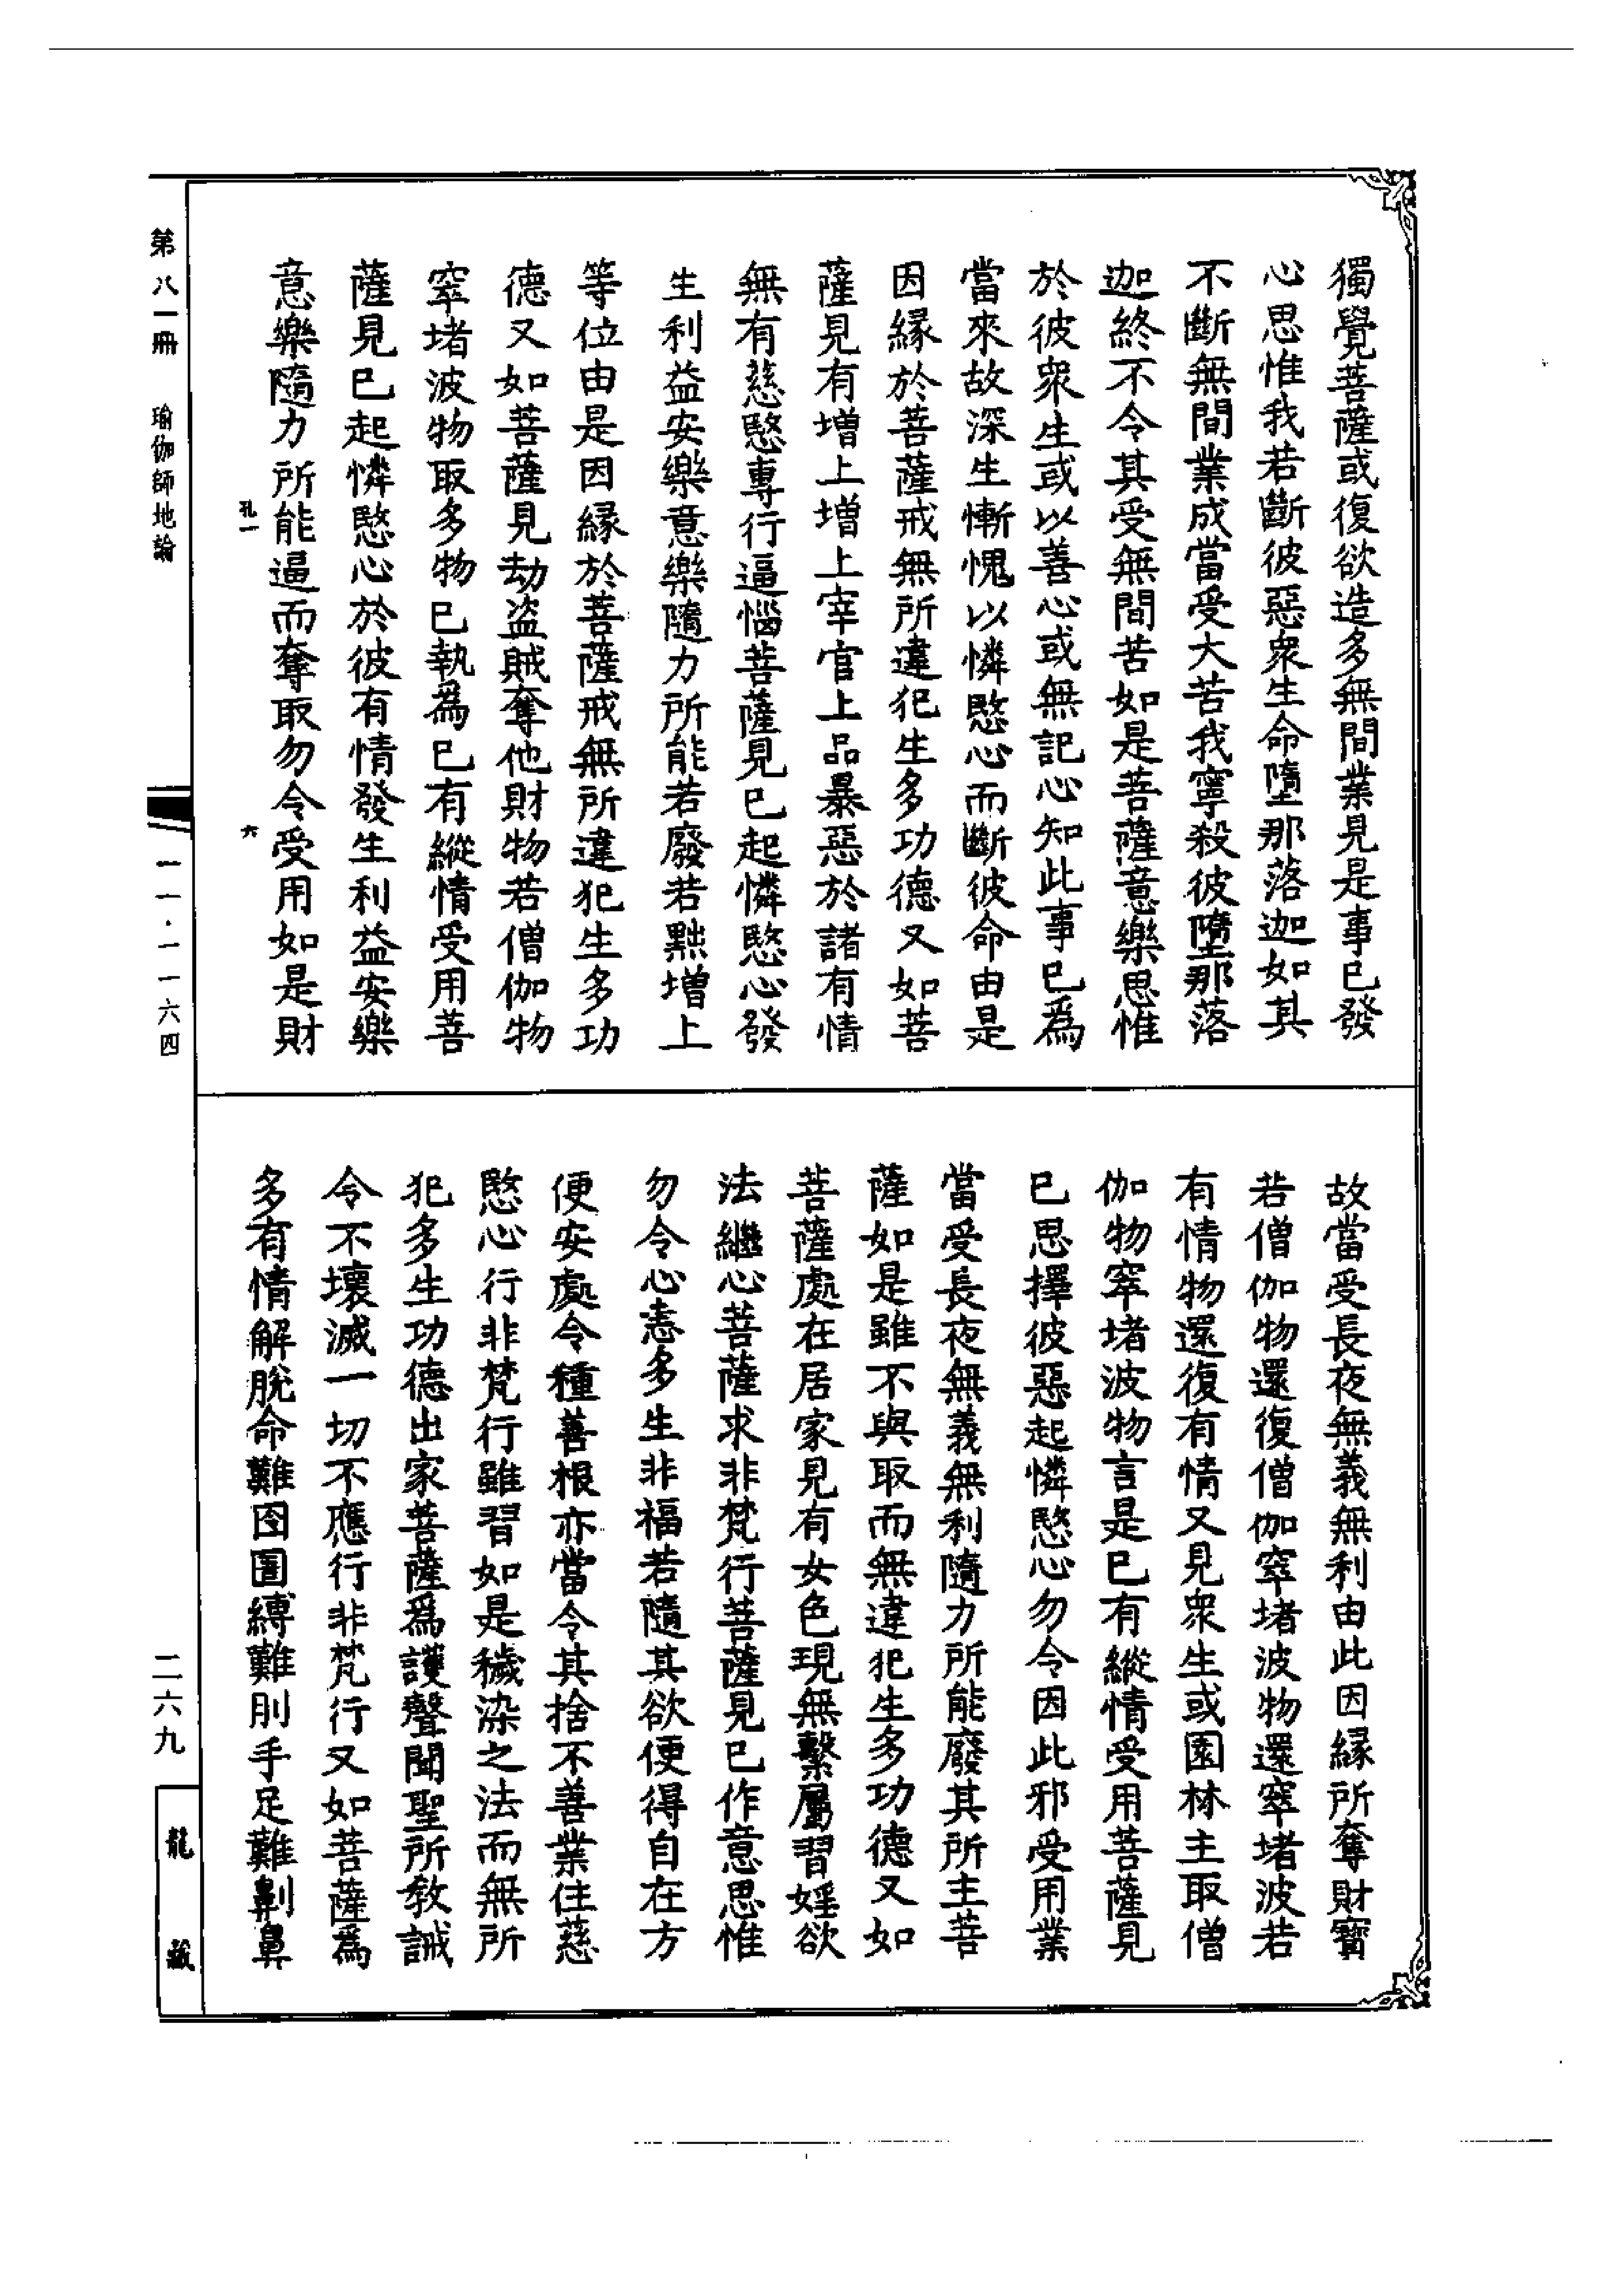 獨覺菩薩或復欲造多無間業見是事已發
心思惟我若斷彼惡衆生命墮那落迦如其
不斷無間業成當受大苦我寧殺彼墮那落
迦終不令其受無間苦如是菩薩意樂思惟
於彼衆生或以善心或無記心知此事已為
當來故深生慚愧以憐愍心而斷彼命由是
因緣於菩薩戒無所違犯生多功德又如菩
薩見有增上增上宰官上品暴惡於諸有情
無有慈愍專行逼惱菩薩見已起憐愍心發
生利益安樂意樂隨力所能若廢若黜增上
等位由是因緣於菩薩戒無所違犯生多功
德又如菩薩見劫盜賊奪他財物若僧伽物
窣堵波物取多物已執為已有縱情受用菩
薩見已起憐愍心於彼有情發生利益安樂
意樂隨力所能逼而奪取勿令受用如是財
孔一
六
故當受長夜無義無利由此因緣所奪財寶
若僧伽物還復僧伽窣堵波物還窣堵波若
有情物還復有情又見衆生或園林主取僧
伽物窣堵波物言是已有縱情受用菩薩見
已思擇彼惡起憐愍心勿令因此邪受用業
當受長夜無義無利隨力所能廢其所主菩
薩如是雖不與取而無違犯生多功德又如
菩薩處在居家見有女色現無繫屬習婬欲
法繼心菩薩求非梵行菩薩見已作意思惟
勿令心恚多生非福若隨其欲便得自在方
便安處令種善根亦當令其捨不善業住慈
愍心行非梵行雖習如是穢染之法而無所
犯多生功德出家菩薩為護聲聞聖所教誡
令不壞滅一切不應行非梵行又如菩薩為
多有情解脫命難囹圄縛難刖手足難劓鼻
第八一冊
瑜伽師地論
一一·一一六四
二六九
龍藏